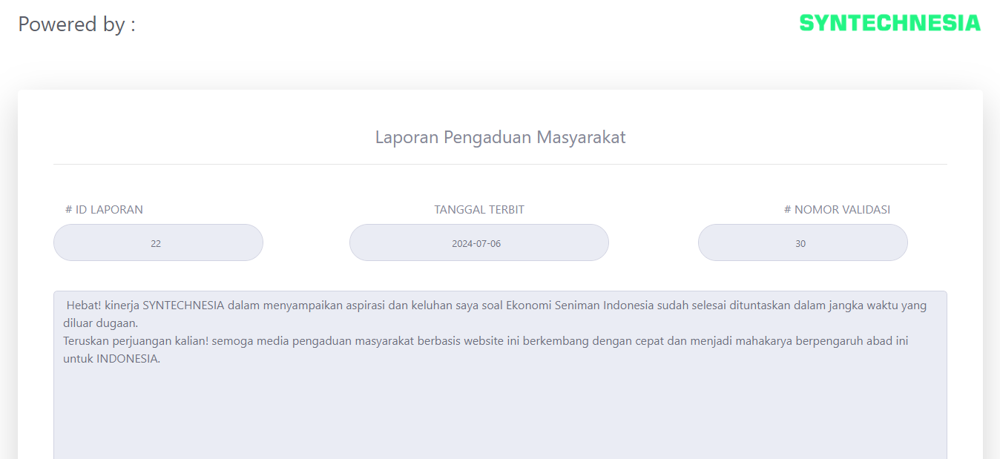 Powered by :
SYNTECHNESIA
Laporan Pengaduan Masyarakat
# ID LAPORAN
TANGGAL TERBIT
# NOMOR VALIDASI
22
2024-07-06
30
Hebat! kinerja SYNTECHNESIA dalam menyampaikan aspirasi dan keluhan saya soal Ekonomi Seniman Indonesia sudah selesai dituntaskan dalam jangka waktu yang
diluar dugaan.
Teruskan perjuangan kalian! semoga media pengaduan masyarakat berbasis website ini berkembang dengan cepat dan menjadi mahakarya berpengaruh abad ini
untuk INDONESIA.